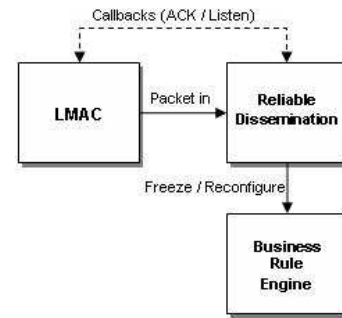 Callbacks (ACK / Listen)
LMAC
Packet in
Reliable
Dissemination
Freeze / Reconfigure
Business
Rule
Engine